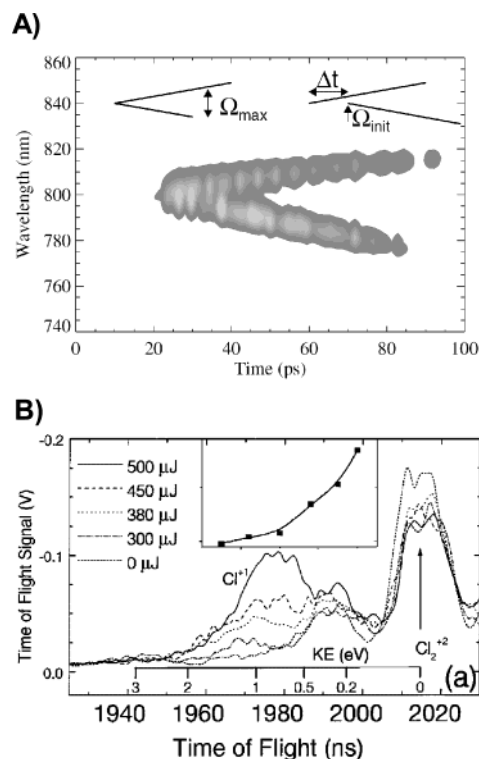 A)
860
840
820
800
780
760
740
Wavelength (nm)
Δt
Ωmax
Ωinit
0 20 40 60 80 100
Time (ps)
B)
-0.2
-0.1
0.0
Time of Flight Signal (V)
500 μJ
450 μJ
380 μJ
300 μJ
0 μJ
Cl+1
Cl2+2
KE (eV)
3 2 1 0.5 0.2 0
(a)
1940 1960 1980 2000 2020
Time of Flight (ns)